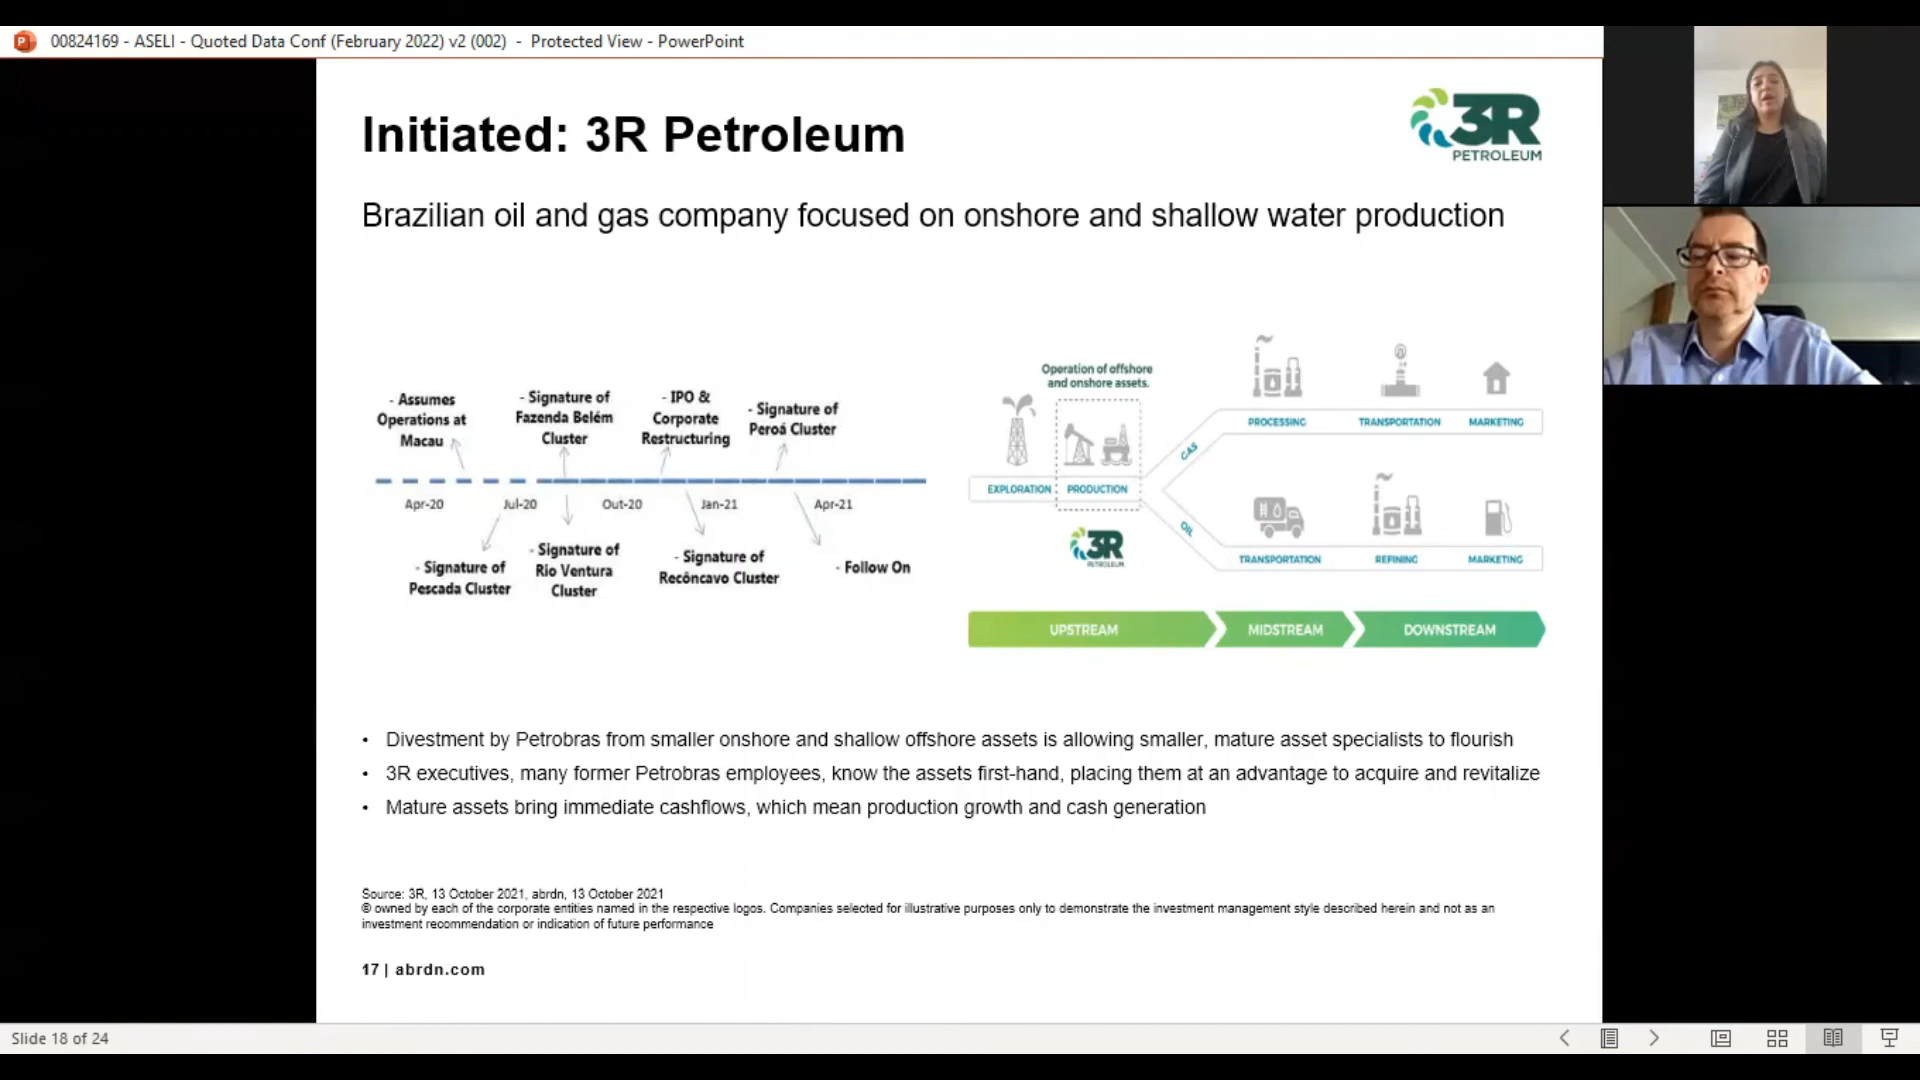 00824169 - ASELI - Quoted Data Conf (February 2022) v2 (002) - Protected View - PowerPoint
Initiated: 3R Petroleum
3R
PETROLEUM
Brazilian oil and gas company focused on onshore and shallow water production
- Assumes
Operations at
Macau
- Signature of
Fazenda Belém
Cluster
- IPO &
Corporate
Restructuring
- Signature of
Peroá Cluster
Apr-20
Jul-20
Out-20
Jan-21
Apr-21
- Signature of
Pescada Cluster
- Signature of
Rio Ventura
Cluster
- Signature of
Recôncavo Cluster
- Follow On
Operation of offshore
and onshore assets.
EXPLORATION
PRODUCTION
3R
PETROLEUM
GAS
PROCESSING
TRANSPORTATION
MARKETING
OIL
TRANSPORTATION
REFINING
MARKETING
UPSTREAM
MIDSTREAM
DOWNSTREAM
• Divestment by Petrobras from smaller onshore and shallow offshore assets is allowing smaller, mature asset specialists to flourish
• 3R executives, many former Petrobras employees, know the assets first-hand, placing them at an advantage to acquire and revitalize
• Mature assets bring immediate cashflows, which mean production growth and cash generation
Source: 3R, 13 October 2021, abrdn, 13 October 2021
® owned by each of the corporate entities named in the respective logos. Companies selected for illustrative purposes only to demonstrate the investment management style described herein and not as an
investment recommendation or indication of future performance
17 | abrdn.com
Slide 18 of 24